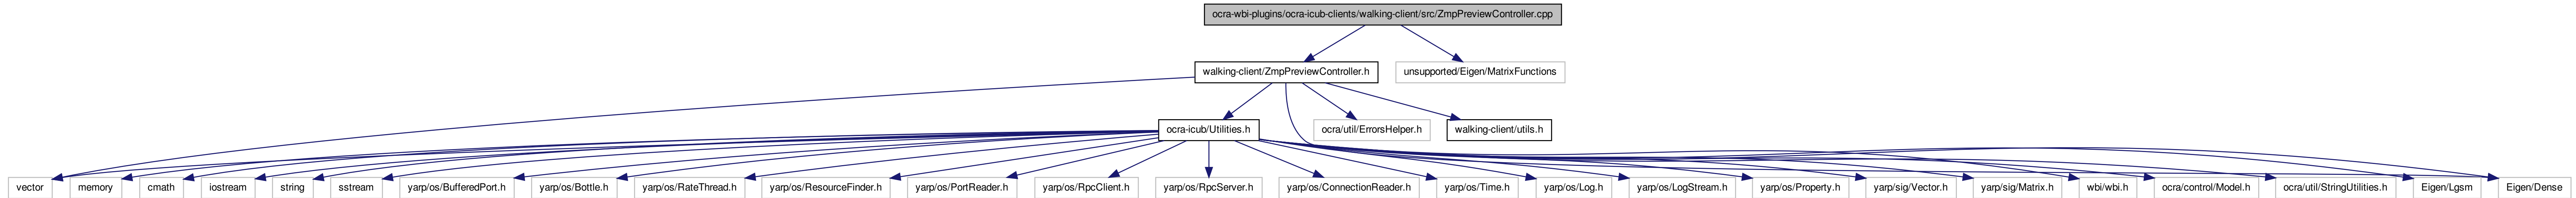 ocra-wbi-plugins/ocra-icub-clients/walking-client/src/ZmpPreviewController.cpp
walking-client/ZmpPreviewController.h
unsupported/Eigen/MatrixFunctions
ocra-icub/Utilities.h
ocra/util/ErrorsHelper.h
walking-client/utils.h
vector
memory
cmath
iostream
string
sstream
yarp/os/BufferedPort.h
yarp/os/Bottle.h
yarp/os/RateThread.h
yarp/os/ResourceFinder.h
yarp/os/PortReader.h
yarp/os/RpcClient.h
yarp/os/RpcServer.h
yarp/os/ConnectionReader.h
yarp/os/Time.h
yarp/os/Log.h
yarp/os/LogStream.h
yarp/os/Property.h
yarp/sig/Vector.h
yarp/sig/Matrix.h
wbi/wbi.h
ocra/control/Model.h
ocra/util/StringUtilities.h
Eigen/Lgsm
Eigen/Dense